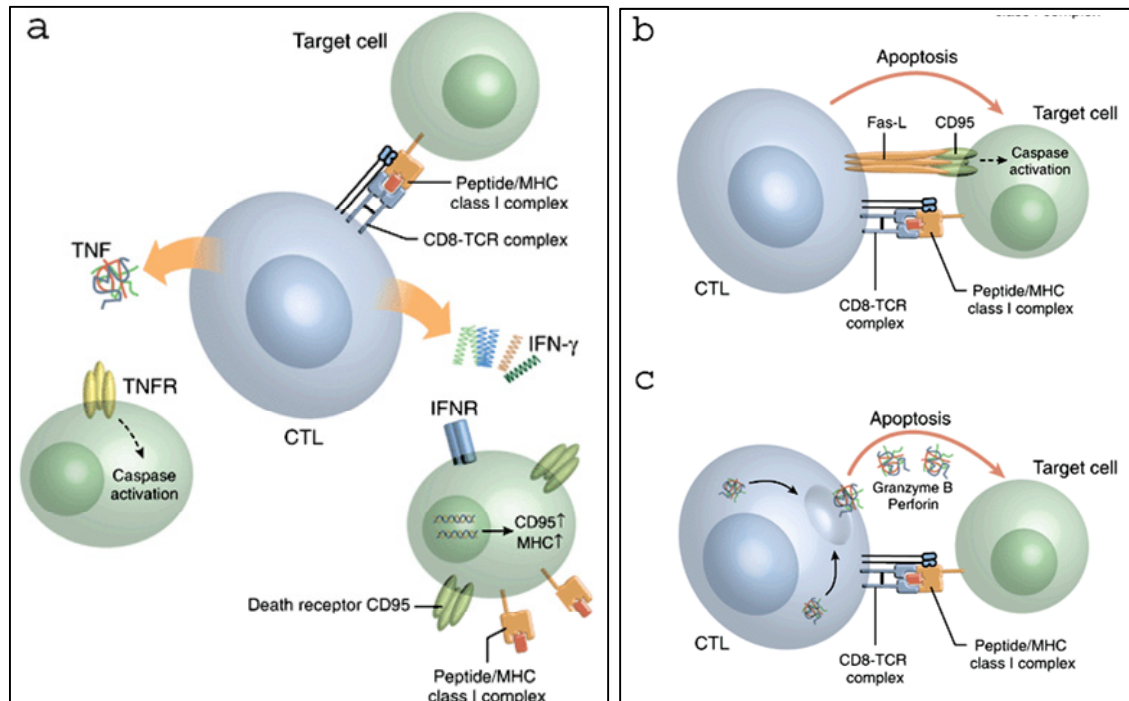 a
Target cell
Peptide/MHC
class I complex
CD8-TCR complex
TNF
IFN-γ
TNFR
CTL
IFNR
Caspase
activation
CD95↑
MHC↑
Death receptor CD95
Peptide/MHC
class I complex
b
class I complex
Apoptosis
Target cell
Fas-L
CD95
Caspase
activation
CTL
CD8-TCR
complex
Peptide/MHC
class I complex
c
Apoptosis
Target cell
Granzyme B
Perforin
CTL
CD8-TCR
complex
Peptide/MHC
class I complex